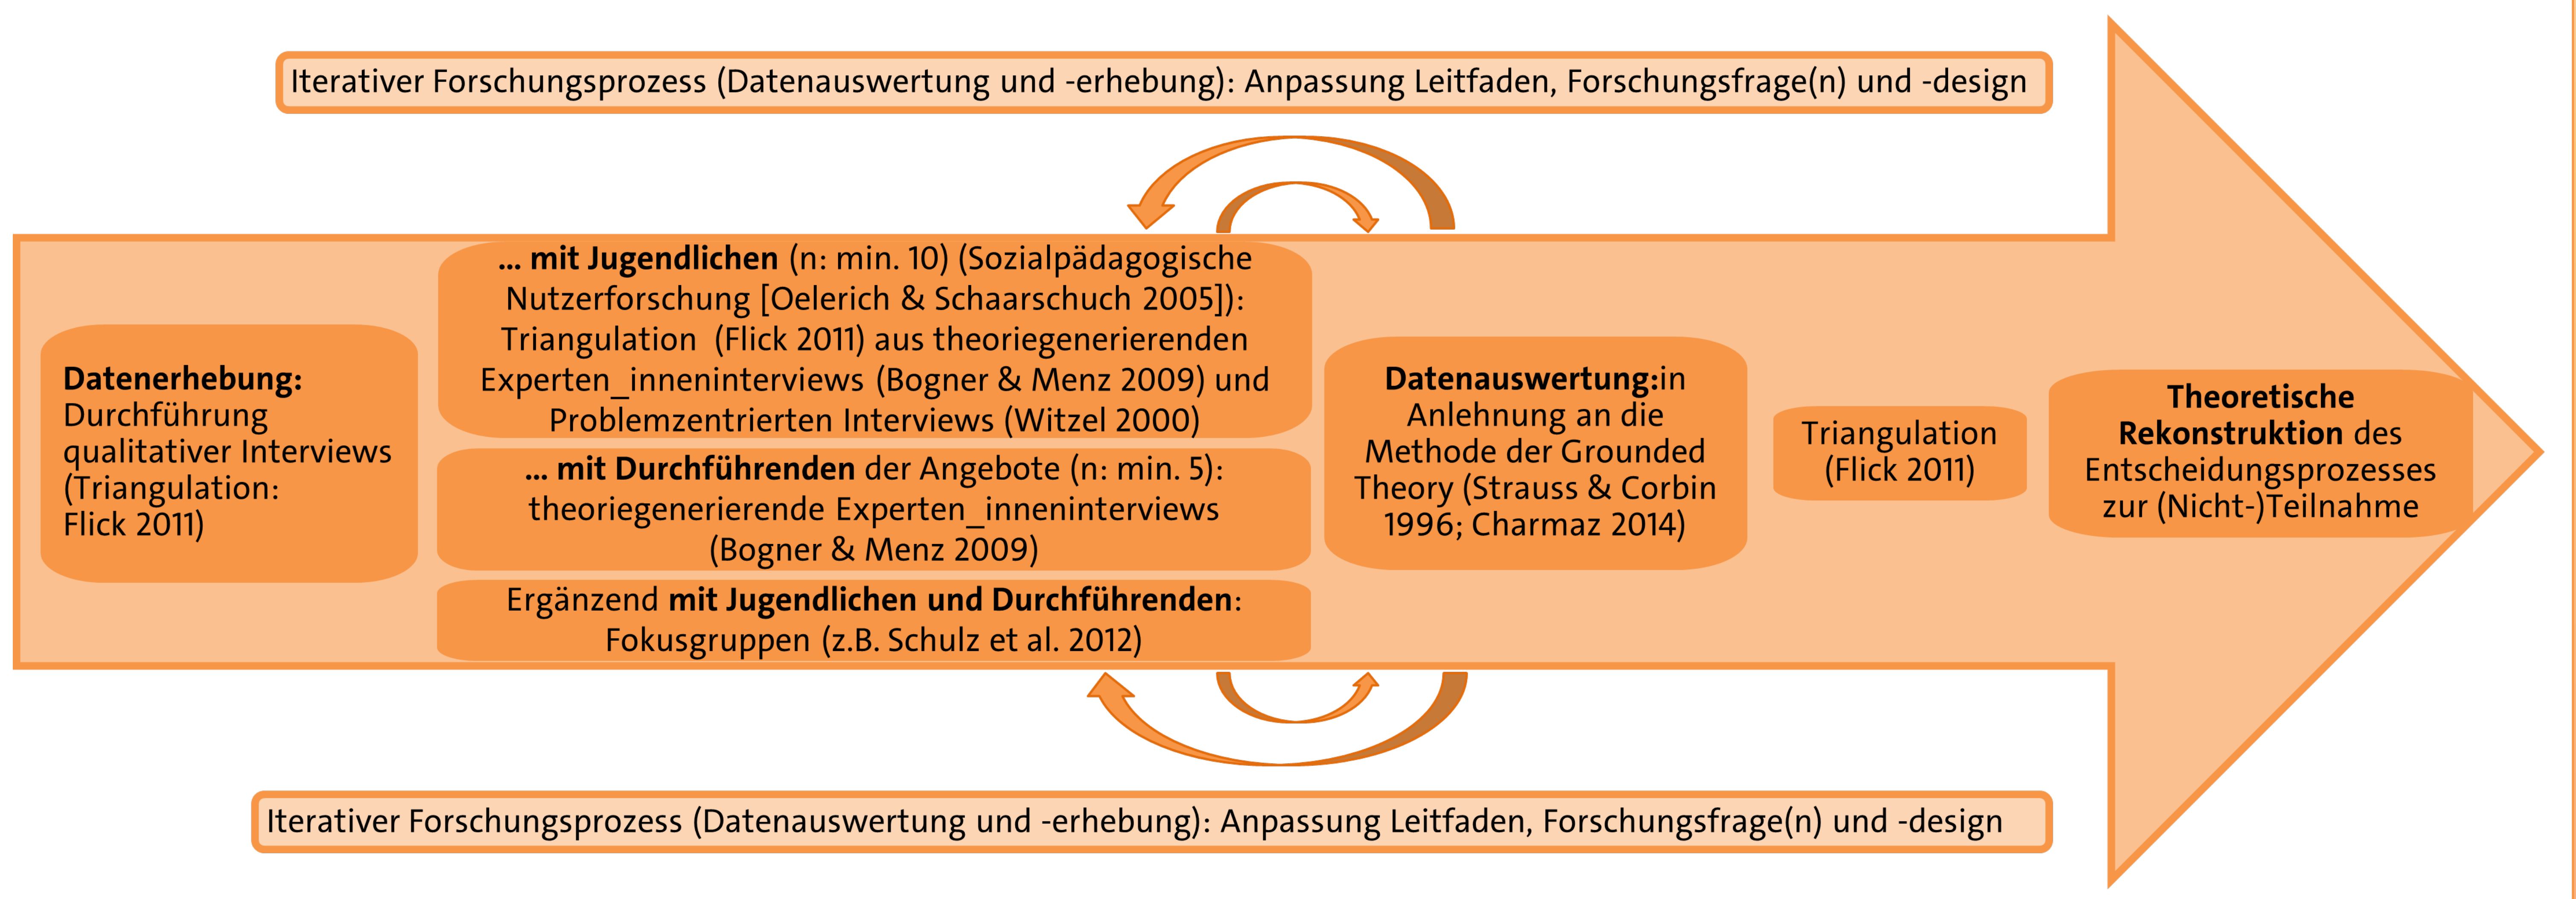 Iterativer Forschungsprozess (Datenauswertung und -erhebung): Anpassung Leitfaden, Forschungsfrage(n) und -design
Datenerhebung:
Durchführung
qualitativer Interviews
(Triangulation:
Flick 2011)
... mit Jugendlichen (n: min. 10) (Sozialpädagogische
Nutzerforschung [Oelerich & Schaarschuch 2005]):
Triangulation (Flick 2011) aus theoriegenerierenden
Experten_inneninterviews (Bogner & Menz 2009) und
Problemzentrierten Interviews (Witzel 2000)
... mit Durchführenden der Angebote (n: min. 5):
theoriegenerierende Experten_inneninterviews
(Bogner & Menz 2009)
Ergänzend mit Jugendlichen und Durchführenden:
Fokusgruppen (z.B. Schulz et al. 2012)
Datenauswertung:in
Anlehnung an die
Methode der Grounded
Theory (Strauss & Corbin
1996; Charmaz 2014)
Triangulation
(Flick 2011)
Theoretische
Rekonstruktion des
Entscheidungsprozesses
zur (Nicht-)Teilnahme
Iterativer Forschungsprozess (Datenauswertung und -erhebung): Anpassung Leitfaden, Forschungsfrage(n) und -design